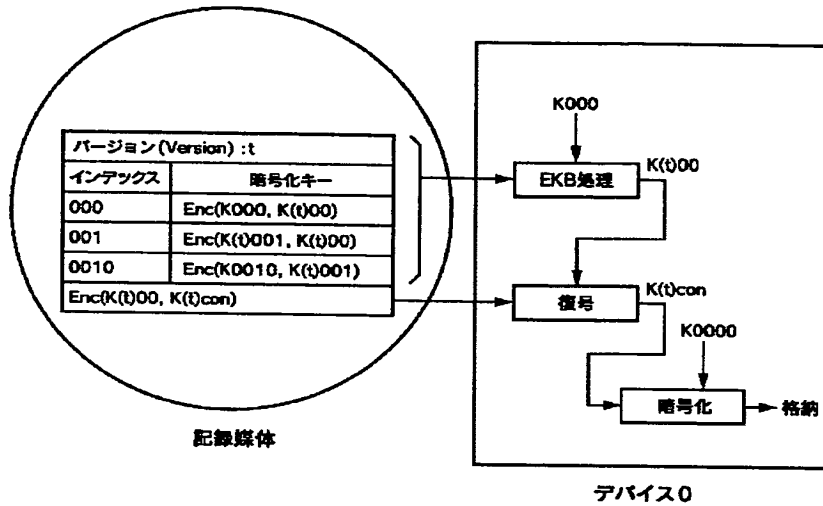 バージョン(Version):t
インデックス 暗号化キー
000 Enc(K000, K(t)00)
001 Enc(K(t)001, K(t)00)
0010 Enc(K0010, K(t)001)
Enc(K(t)00, K(t)con)
記録媒体
K000
EKB処理
K(t)00
復号
K(t)con
K0000
暗号化
格納
デバイス0